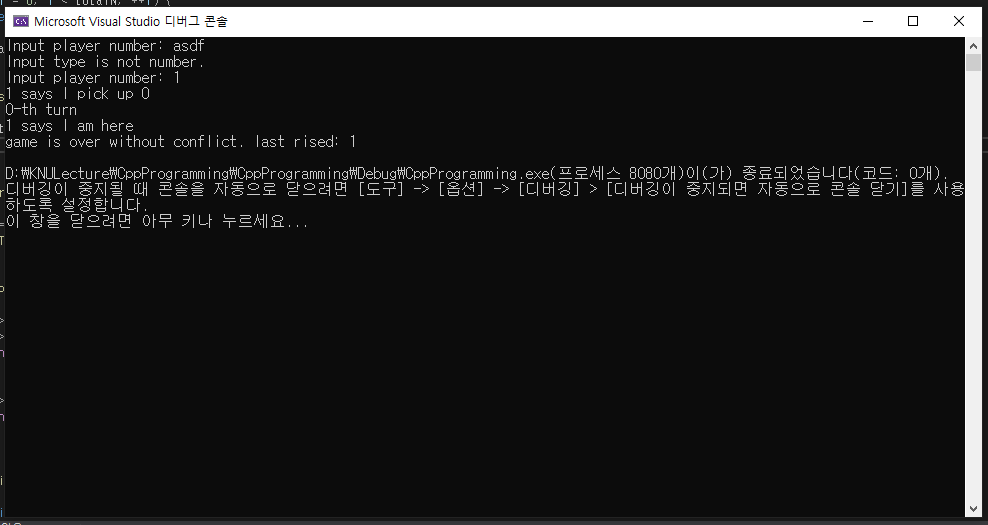 Microsoft Visual Studio 디버그 콘솔
Input player number: asdf
Input type is not number.
Input player number: 1
1 says I pick up 0
0-th turn
1 says I am here
game is over without conflict. last rised: 1
D:\KNULecture\CppProgramming\CppProgramming\Debug\CppProgramming.exe(프로세스 8080개)이(가) 종료되었습니다(코드: 0개).
디버깅이 중지될 때 콘솔을 자동으로 닫으려면 [도구] -> [옵션] -> [디버깅] > [디버깅이 중지되면 자동으로 콘솔 닫기]를 사용
하도록 설정합니다.
이 창을 닫으려면 아무 키나 누르세요...